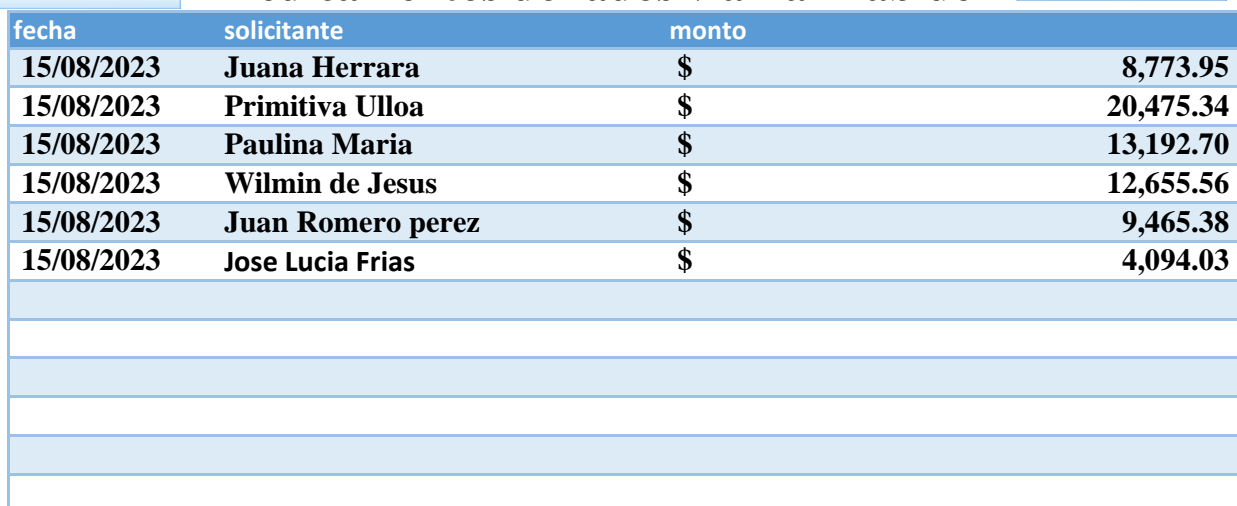 fecha solicitante monto
15/08/2023 Juana Herrara $ 8,773.95
15/08/2023 Primitiva Ulloa $ 20,475.34
15/08/2023 Paulina Maria $ 13,192.70
15/08/2023 Wilmin de Jesus $ 12,655.56
15/08/2023 Juan Romero perez $ 9,465.38
15/08/2023 Jose Lucia Frias $ 4,094.03